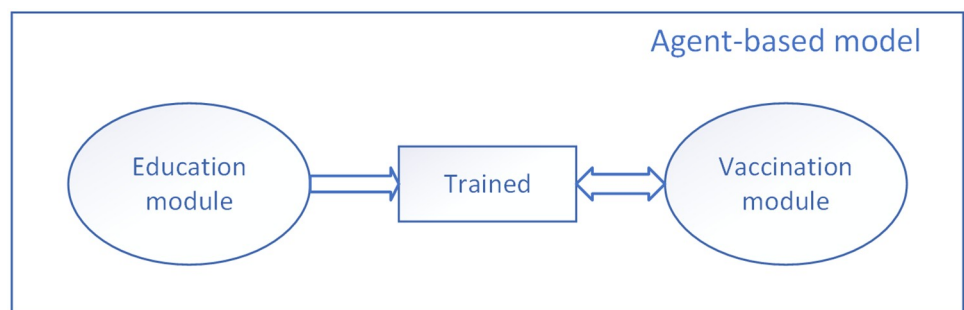 Agent-based model
Education
module
Trained
Vaccination
module